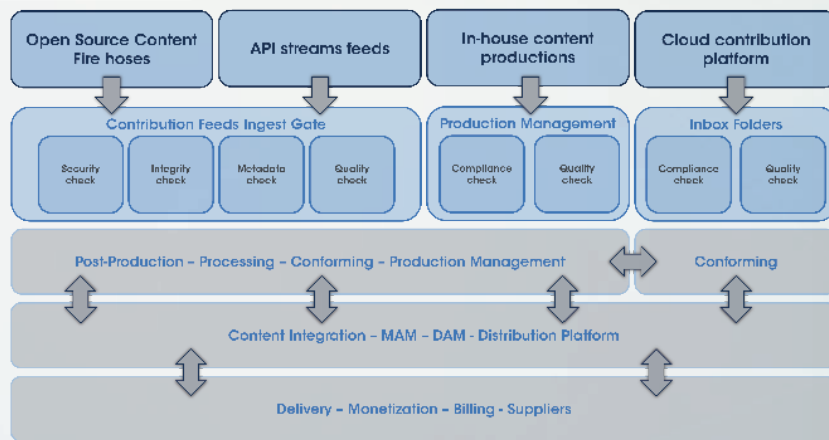 Open Source Content
Fire hoses
API streams feeds
In-house content
productions
Cloud contribution
platform
Contribution Feeds Ingest Gate
Production Management
Inbox Folders
Security
check
Integrity
check
Metadata
check
Quality
check
Compliance
check
Quality
check
Compliance
check
Quality
check
Post-Production – Processing – Conforming – Production Management
Conforming
Content Integration – MAM – DAM - Distribution Platform
Delivery – Monetization – Billing - Suppliers